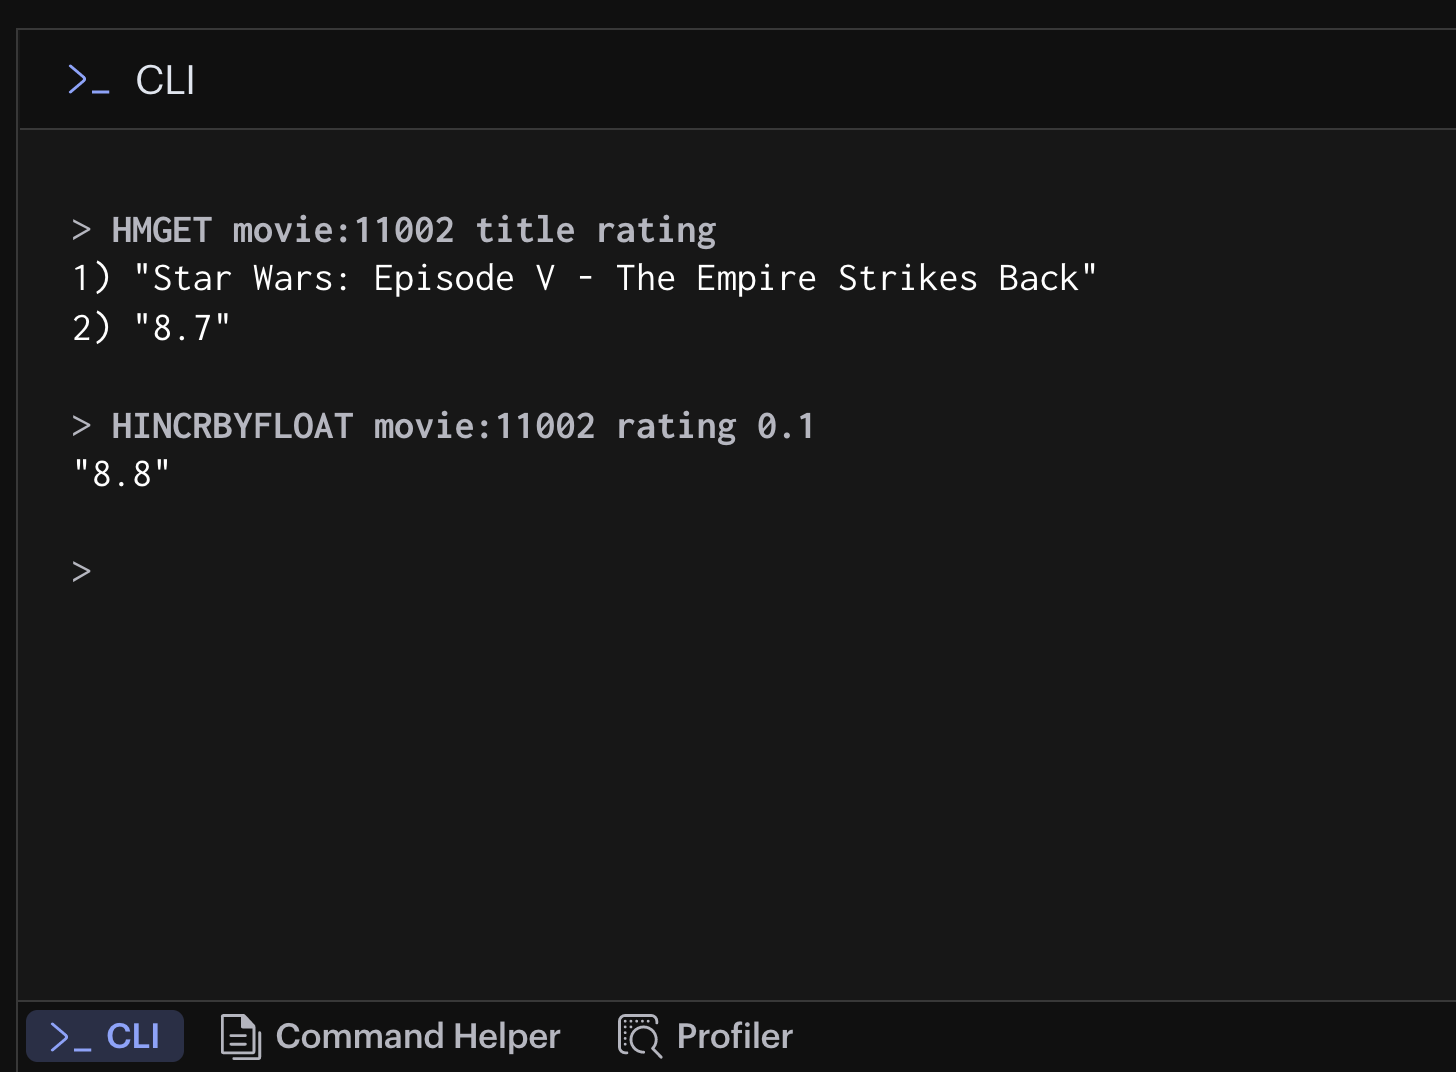 >_ CLI
> HMGET movie:11002 title rating
1) "Star Wars: Episode V - The Empire Strikes Back"
2) "8.7"
> HINCRBYFLOAT movie:11002 rating 0.1
"8.8"
>
>_ CLI Command Helper Profiler